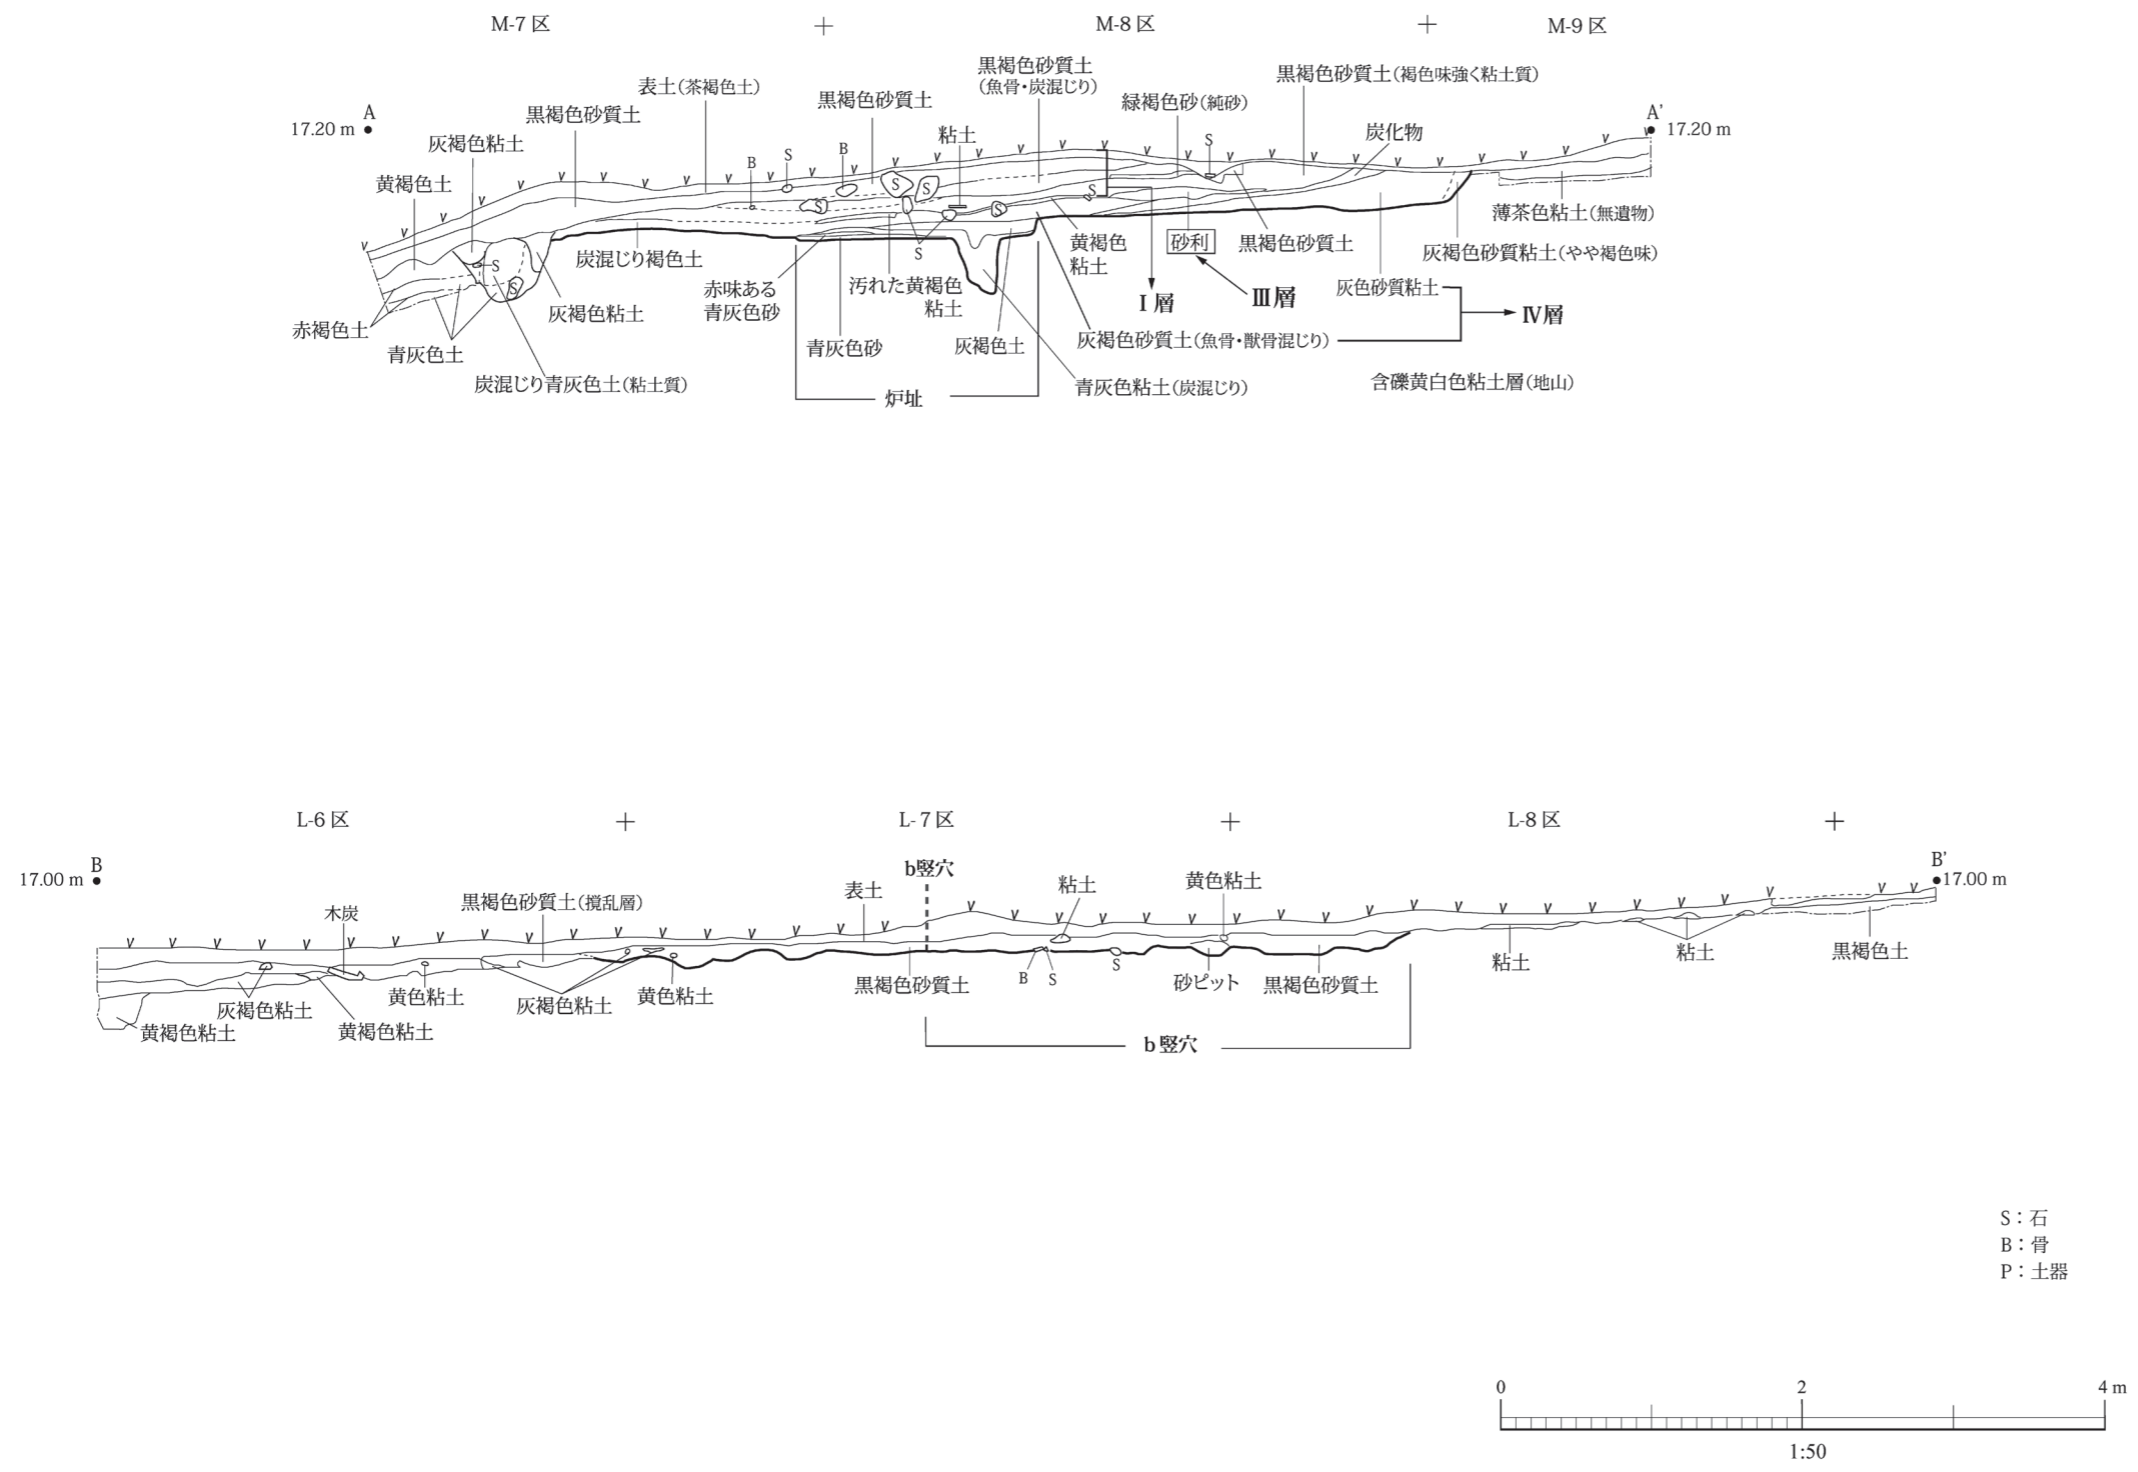 M-7 区
M-8 区
M-9 区
黒褐色砂質土
(魚骨・炭混じり)
黒褐色砂質土(褐色味強く粘土質)
表土(茶褐色土)
黒褐色砂質土
緑褐色砂(純砂)
A
A'
17.20 m
黒褐色砂質土
粘土
炭化物
17.20 m
灰褐色粘土
B
S
B
S
黄褐色土
S
S
S
S
S
薄茶色粘土(無遺物)
S
S
S
炭混じり褐色土
黄褐色
粘土
砂利
黒褐色砂質土
灰褐色砂質粘土(やや褐色味)
赤味ある
青灰色砂
汚れた黄褐色
粘土
Ⅰ層
Ⅲ層
灰色砂質粘土
Ⅳ層
灰褐色粘土
赤褐色土
青灰色土
青灰色砂
灰褐色土
灰褐色砂質土(魚骨・獣骨混じり)
炭混じり青灰色土(粘土質)
青灰色粘土(炭混じり)
含礫黄白色粘土層(地山)
炉址
L-6 区
L-7 区
L-8 区
B
B'
17.00 m
17.00 m
b竪穴
木炭
黒褐色砂質土(撹乱層)
表土
粘土
黄色粘土
黄褐色粘土
灰褐色粘土
黄褐色粘土
黄色粘土
灰褐色粘土
黄色粘土
黒褐色砂質土
B
S
S
砂ピット
黒褐色砂質土
粘土
粘土
黒褐色土
b 竪穴
S：石
B：骨
P：土器
0
2
4 m
1:50